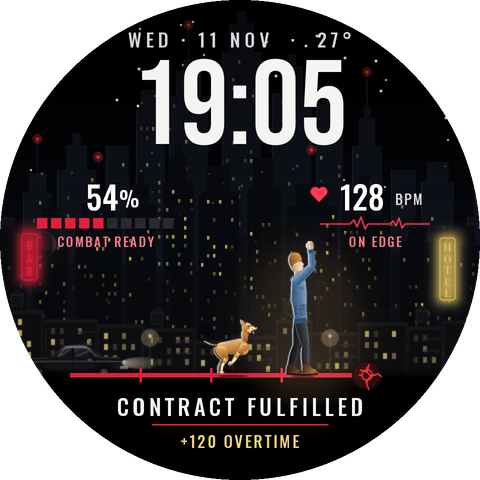 WED · 11 NOV · 27°
19:05
54%
128 BPM
COMBAT READY
ON EDGE
BAR
HOTEL
CONTRACT FULFILLED
+120 OVERTIME